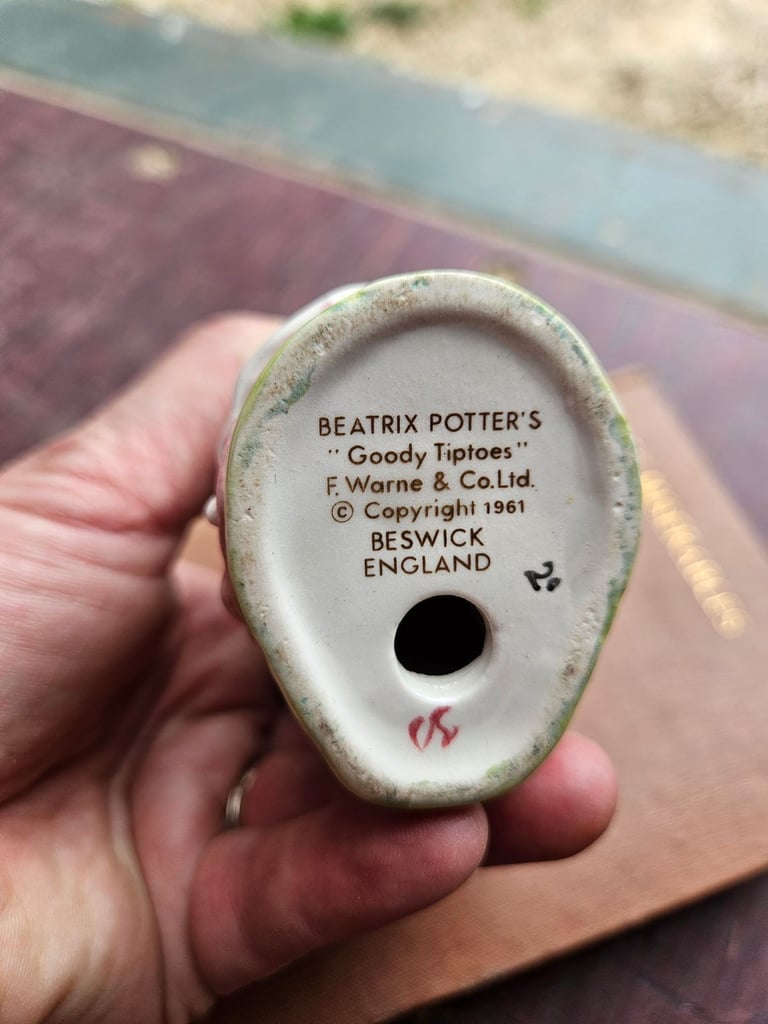 BEATRIX POTTER'S
"Goody Tiptoes"
F. Warne & Co.Ltd.
© Copyright 1961
BESWICK
ENGLAND